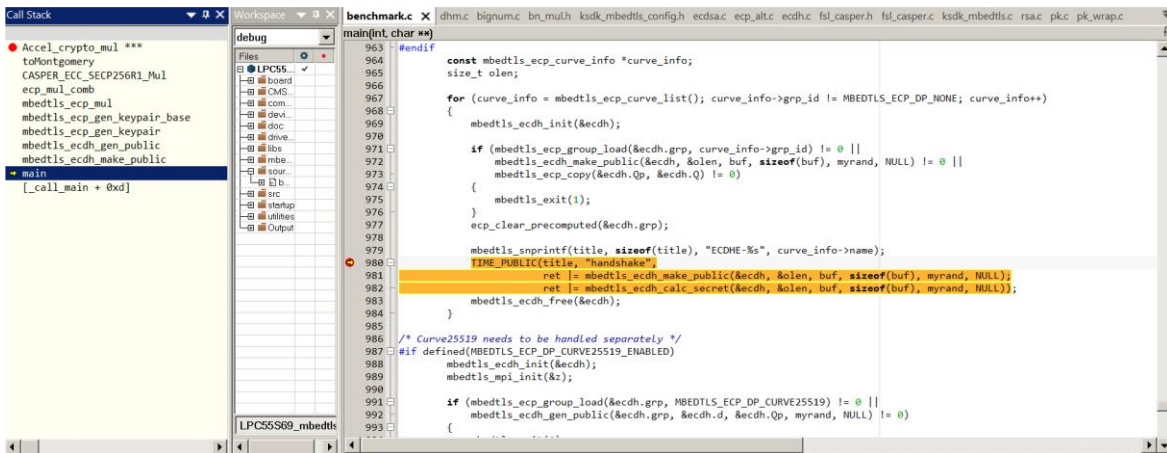 Call Stack
Accel_crypto_mul ***
toMontgomery
CASPER_ECC_SECP256R1_Mul
ecp_mul_comb
mbedtls_ecp_mul
mbedtls_ecp_gen_keypair_base
mbedtls_ecp_gen_keypair
mbedtls_ecdh_gen_public
mbedtls_ecdh_make_public
main
[_call_main + 0xd]
Workspace
debug
Files
LPC55...
board
CMS...
com...
devi...
doc
drive...
libs
mbe...
sour...
b...
src
startup
utilities
Output
LPC55S69_mbedtls
benchmark.c X dhm.c bignum.c bn_mul.h ksdk_mbedtls_config.h ecdsa.c ecp_alt.c ecdh.c fsl_casper.h fsl_casper.c ksdk_mbedtls.c rsa.c pk.c pk_wrap.c
main(int, char **)
963 #endif
964 const mbedtls_ecp_curve_info *curve_info;
965 size_t olen;
966
967 for (curve_info = mbedtls_ecp_curve_list(); curve_info->grp_id != MBEDTLS_ECP_DP_NONE; curve_info++)
968 {
969 mbedtls_ecdh_init(&ecdh);
970
971 if (mbedtls_ecp_group_load(&ecdh.grp, curve_info->grp_id) != 0 ||
972 mbedtls_ecdh_make_public(&ecdh, &olen, buf, sizeof(buf), myrand, NULL) != 0 ||
973 mbedtls_ecp_copy(&ecdh.Qp, &ecdh.Q) != 0)
974 {
975 mbedtls_exit(1);
976 }
977 ecp_clear_precomputed(&ecdh.grp);
978
979 mbedtls_snprintf(title, sizeof(title), "ECDHE-%s", curve_info->name);
980 TIME_PUBLIC(title, "handshake",
981 ret |= mbedtls_ecdh_make_public(&ecdh, &olen, buf, sizeof(buf), myrand, NULL);
982 ret |= mbedtls_ecdh_calc_secret(&ecdh, &olen, buf, sizeof(buf), myrand, NULL));
983 mbedtls_ecdh_free(&ecdh);
984 }
985
986 /* Curve25519 needs to be handled separately */
987 #if defined(MBEDTLS_ECP_DP_CURVE25519_ENABLED)
988 mbedtls_ecdh_init(&ecdh);
989 mbedtls_mpi_init(&z);
990
991 if (mbedtls_ecp_group_load(&ecdh.grp, MBEDTLS_ECP_DP_CURVE25519) != 0 ||
992 mbedtls_ecdh_gen_public(&ecdh.grp, &ecdh.d, &ecdh.Qp, myrand, NULL) != 0)
993 {